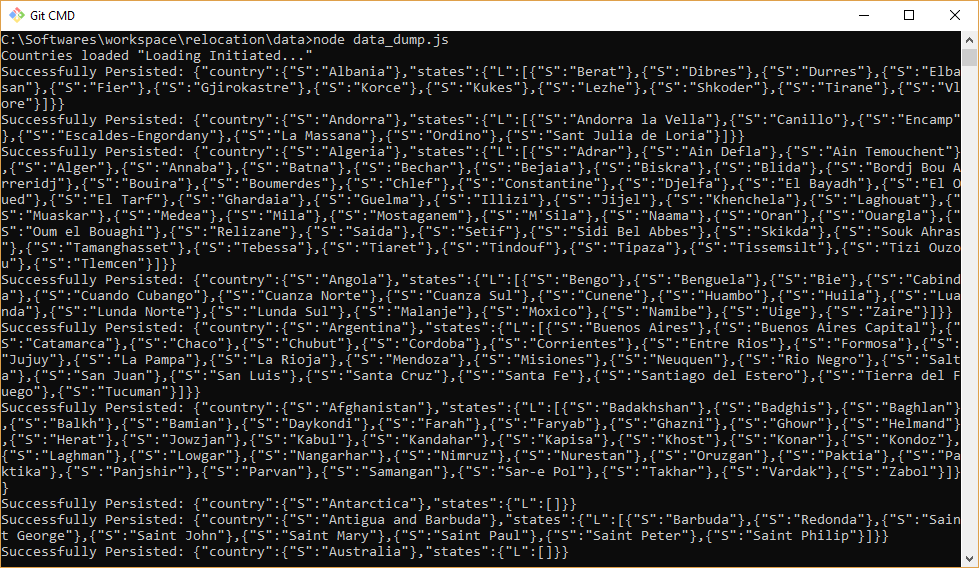 Git CMD
C:\Softwares\workspace\relocation\data>node data_dump.js
Countries loaded "Loading Initiated..."
Successfully Persisted: {"country":{"S":"Albania"},"states":{"L":[{"S":"Berat"},{"S":"Dibres"},{"S":"Durres"},{"S":"Elba
san"},{"S":"Fier"},{"S":"Gjirokastre"},{"S":"Korce"},{"S":"Kukes"},{"S":"Lezhe"},{"S":"Shkoder"},{"S":"Tirane"},{"S":"Vl
ore"}]}}
Successfully Persisted: {"country":{"S":"Andorra"},"states":{"L":[{"S":"Andorra la Vella"},{"S":"Canillo"},{"S":"Encamp"
},{"S":"Escaldes-Engordany"},{"S":"La Massana"},{"S":"Ordino"},{"S":"Sant Julia de Loria"}]}}
Successfully Persisted: {"country":{"S":"Algeria"},"states":{"L":[{"S":"Adrar"},{"S":"Ain Defla"},{"S":"Ain Temouchent"}
,{"S":"Alger"},{"S":"Annaba"},{"S":"Batna"},{"S":"Bechar"},{"S":"Bejaia"},{"S":"Biskra"},{"S":"Blida"},{"S":"Bordj Bou A
rreridj"},{"S":"Bouira"},{"S":"Boumerdes"},{"S":"Chlef"},{"S":"Constantine"},{"S":"Djelfa"},{"S":"El Bayadh"},{"S":"El O
ued"},{"S":"El Tarf"},{"S":"Ghardaia"},{"S":"Guelma"},{"S":"Illizi"},{"S":"Jijel"},{"S":"Khenchela"},{"S":"Laghouat"},{"
S":"Muaskar"},{"S":"Medea"},{"S":"Mila"},{"S":"Mostaganem"},{"S":"M'Sila"},{"S":"Naama"},{"S":"Oran"},{"S":"Ouargla"},{"
S":"Oum el Bouaghi"},{"S":"Relizane"},{"S":"Saida"},{"S":"Setif"},{"S":"Sidi Bel Abbes"},{"S":"Skikda"},{"S":"Souk Ahras
"},{"S":"Tamanghasset"},{"S":"Tebessa"},{"S":"Tiaret"},{"S":"Tindouf"},{"S":"Tipaza"},{"S":"Tissemsilt"},{"S":"Tizi Ouzo
u"},{"S":"Tlemcen"}]}}
Successfully Persisted: {"country":{"S":"Angola"},"states":{"L":[{"S":"Bengo"},{"S":"Benguela"},{"S":"Bie"},{"S":"Cabind
a"},{"S":"Cuando Cubango"},{"S":"Cuanza Norte"},{"S":"Cuanza Sul"},{"S":"Cunene"},{"S":"Huambo"},{"S":"Huila"},{"S":"Lua
nda"},{"S":"Lunda Norte"},{"S":"Lunda Sul"},{"S":"Malanje"},{"S":"Moxico"},{"S":"Namibe"},{"S":"Uige"},{"S":"Zaire"}]}}
Successfully Persisted: {"country":{"S":"Argentina"},"states":{"L":[{"S":"Buenos Aires"},{"S":"Buenos Aires Capital"},{"
S":"Catamarca"},{"S":"Chaco"},{"S":"Chubut"},{"S":"Cordoba"},{"S":"Corrientes"},{"S":"Entre Rios"},{"S":"Formosa"},{"S":
"Jujuy"},{"S":"La Pampa"},{"S":"La Rioja"},{"S":"Mendoza"},{"S":"Misiones"},{"S":"Neuquen"},{"S":"Rio Negro"},{"S":"Salt
a"},{"S":"San Juan"},{"S":"San Luis"},{"S":"Santa Cruz"},{"S":"Santa Fe"},{"S":"Santiago del Estero"},{"S":"Tierra del F
uego"},{"S":"Tucuman"}]}}
Successfully Persisted: {"country":{"S":"Afghanistan"},"states":{"L":[{"S":"Badakhshan"},{"S":"Badghis"},{"S":"Baghlan"}
,{"S":"Balkh"},{"S":"Bamian"},{"S":"Daykondi"},{"S":"Farah"},{"S":"Faryab"},{"S":"Ghazni"},{"S":"Ghowr"},{"S":"Helmand"}
,{"S":"Herat"},{"S":"Jowzjan"},{"S":"Kabul"},{"S":"Kandahar"},{"S":"Kapisa"},{"S":"Khost"},{"S":"Konar"},{"S":"Kondoz"},
{"S":"Laghman"},{"S":"Lowgar"},{"S":"Nangarhar"},{"S":"Nimruz"},{"S":"Nurestan"},{"S":"Oruzgan"},{"S":"Paktia"},{"S":"Pa
ktika"},{"S":"Panjshir"},{"S":"Parvan"},{"S":"Samangan"},{"S":"Sar-e Pol"},{"S":"Takhar"},{"S":"Vardak"},{"S":"Zabol"}]}
}
Successfully Persisted: {"country":{"S":"Antarctica"},"states":{"L":[]}}
Successfully Persisted: {"country":{"S":"Antigua and Barbuda"},"states":{"L":[{"S":"Barbuda"},{"S":"Redonda"},{"S":"Sain
t George"},{"S":"Saint John"},{"S":"Saint Mary"},{"S":"Saint Paul"},{"S":"Saint Peter"},{"S":"Saint Philip"}]}}
Successfully Persisted: {"country":{"S":"Australia"},"states":{"L":[]}}